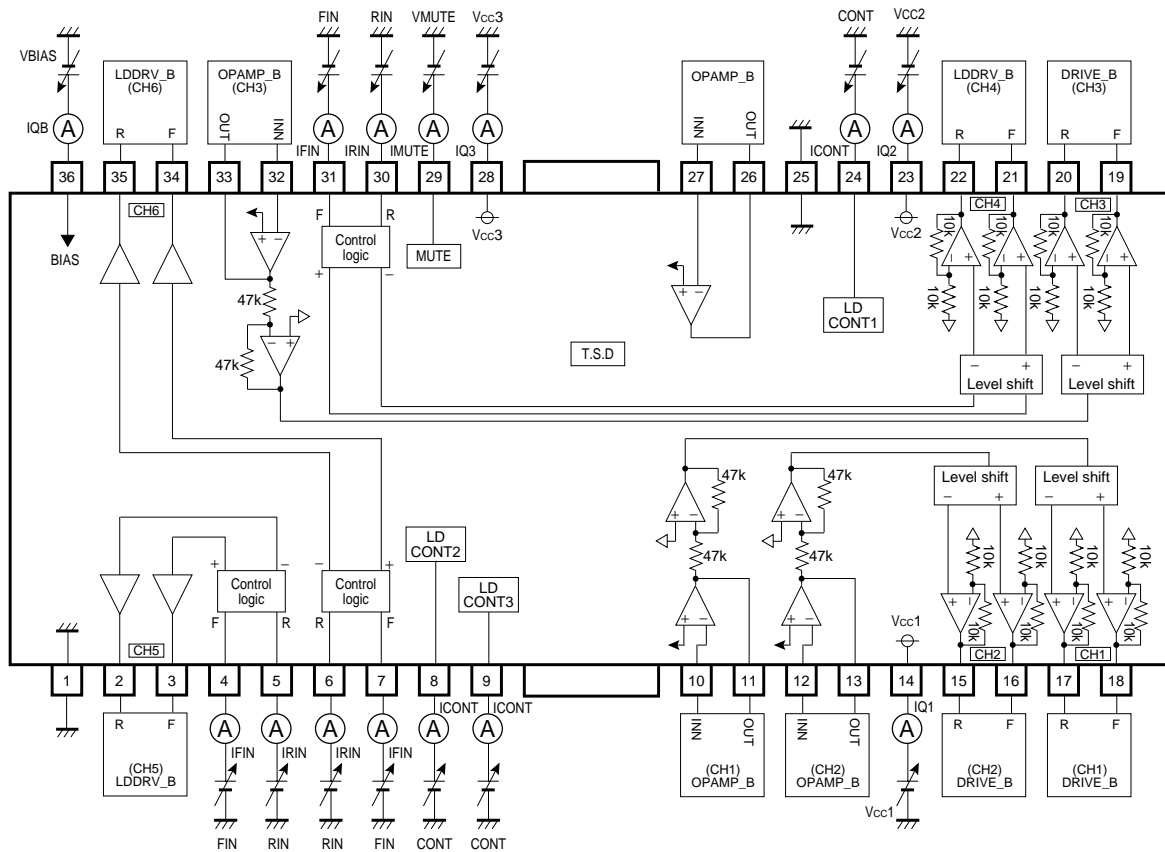 FIN RIN VMUTE Vcc3 CONT Vcc2
VBIAS
LDDRV_B
(CH6)
OPAMP_B
(CH3)
OPAMP_B
LDDRV_B
(CH4)
DRIVE_B
(CH3)
IQB A
R F
OUT INN
A A A A
IFIN IRIN IMUTE IQ3
INN OUT
A A
ICONT IQ2
R F
R F
36 35 34 33 32 31 30 29 28 27 26 25 24 23 22 21 20 19
CH6
F R
Vcc3
Vcc2
CH4 CH3
BIAS
+ −
Control
logic
+ −
MUTE
+ −
10k 10k 10k 10k
+ − + − + − + −
10k 10k 10k 10k
47k
− +
47k
LD
CONT1
T.S.D
− +
Level shift
− +
Level shift
47k 47k
+ − + −
47k 47k
+ − + −
Level shift
− +
Level shift
− +
10k 10k 10k 10k
+ − + − + − + −
10k 10k 10k 10k
LD
CONT2
LD
CONT3
+ −
Control
logic
F R
− +
Control
logic
R F
Vcc1
CH5
CH2 CH1
1 2 3 4 5 6 7 8 9 10 11 12 13 14 15 16 17 18
R F
(CH5)
LDDRV_B
A A A A A A
IFIN IRIN IRIN IFIN ICONT ICONT
FIN RIN RIN FIN CONT CONT
INN OUT
(CH1)
OPAMP_B
INN OUT
(CH2)
OPAMP_B
IQ1
A
Vcc1
R F
(CH2)
DRIVE_B
R F
(CH1)
DRIVE_B